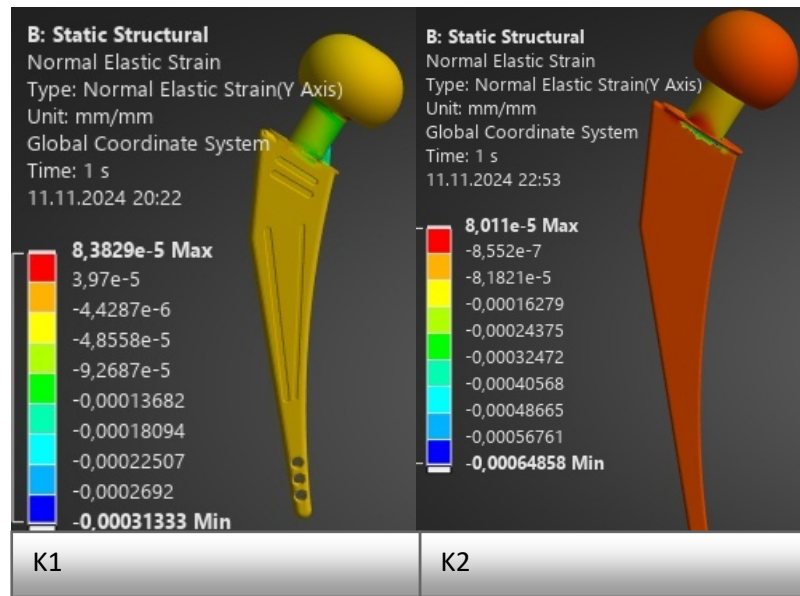 B: Static Structural
Normal Elastic Strain
Type: Normal Elastic Strain(Y Axis)
Unit: mm/mm
Global Coordinate System
Time: 1 s
11.11.2024 20:22
8,3829e-5 Max
3,97e-5
-4,4287e-6
-4,8558e-5
-9,2687e-5
-0,00013682
-0,00018094
-0,00022507
-0,0002692
-0,00031333 Min
K1
B: Static Structural
Normal Elastic Strain
Type: Normal Elastic Strain(Y Axis)
Unit: mm/mm
Global Coordinate System
Time: 1 s
11.11.2024 22:53
8,011e-5 Max
-8,552e-7
-8,1821e-5
-0,00016279
-0,00024375
-0,00032472
-0,00040568
-0,00048665
-0,00056761
-0,00064858 Min
K2